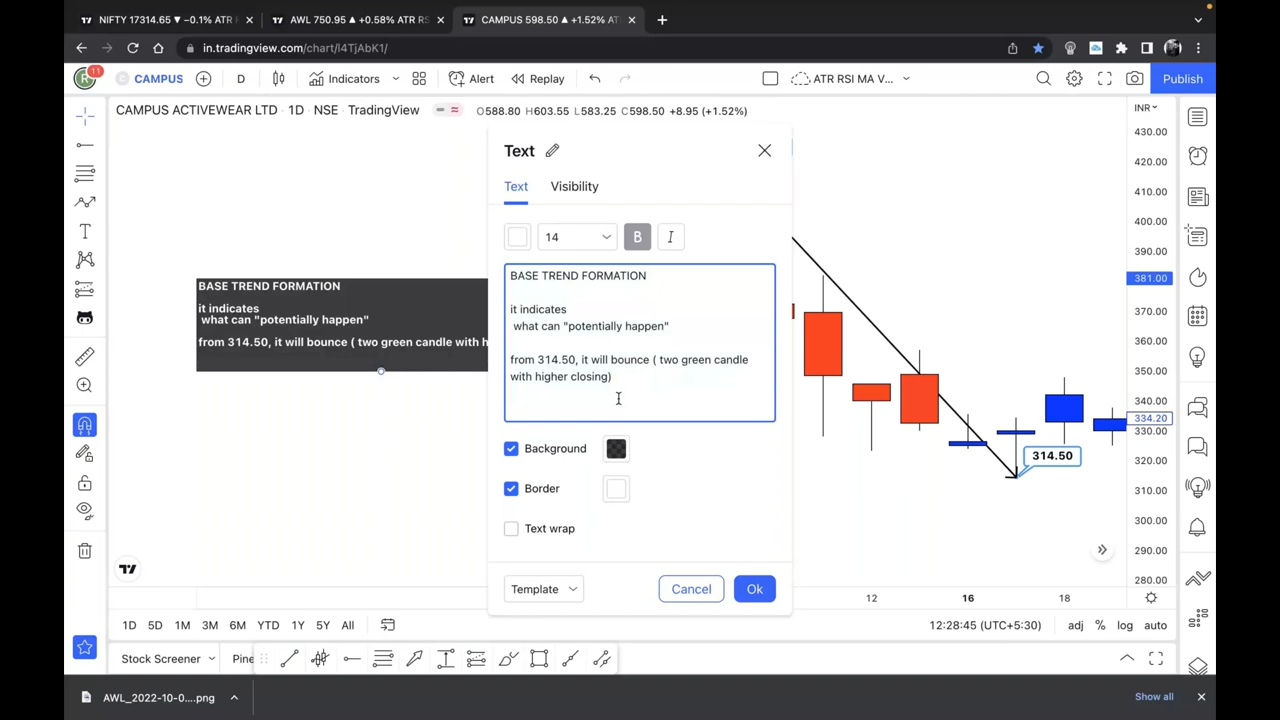 NIFTY 17314.65 ▼ −0.1% ATR
AWL 750.95 ▲ +0.58% ATR RS
CAMPUS 598.50 ▲ +1.52% AT
in.tradingview.com/chart/I4TjAbK1/
11
C CAMPUS
D
Indicators
Alert
Replay
ATR RSI MA V...
Publish
CAMPUS ACTIVEWEAR LTD · 1D · NSE · TradingView
O588.80 H603.55 L583.25 C598.50 +8.95 (+1.52%)
INR
Text
Text
Visibility
14
B
I
BASE TREND FORMATION
it indicates
what can "potentially happen"
from 314.50, it will bounce ( two green candle with h
BASE TREND FORMATION
it indicates
what can "potentially happen"
from 314.50, it will bounce ( two green candle
with higher closing)
Background
Border
Text wrap
Template
Cancel
Ok
314.50
430.00
420.00
410.00
400.00
390.00
381.00
370.00
360.00
350.00
340.00
334.20
330.00
320.00
310.00
300.00
290.00
280.00
12
16
18
1D
5D
1M
3M
6M
YTD
1Y
5Y
All
12:28:45 (UTC+5:30)
adj
%
log
auto
Stock Screener
Pine
AWL_2022-10-0....png
Show all